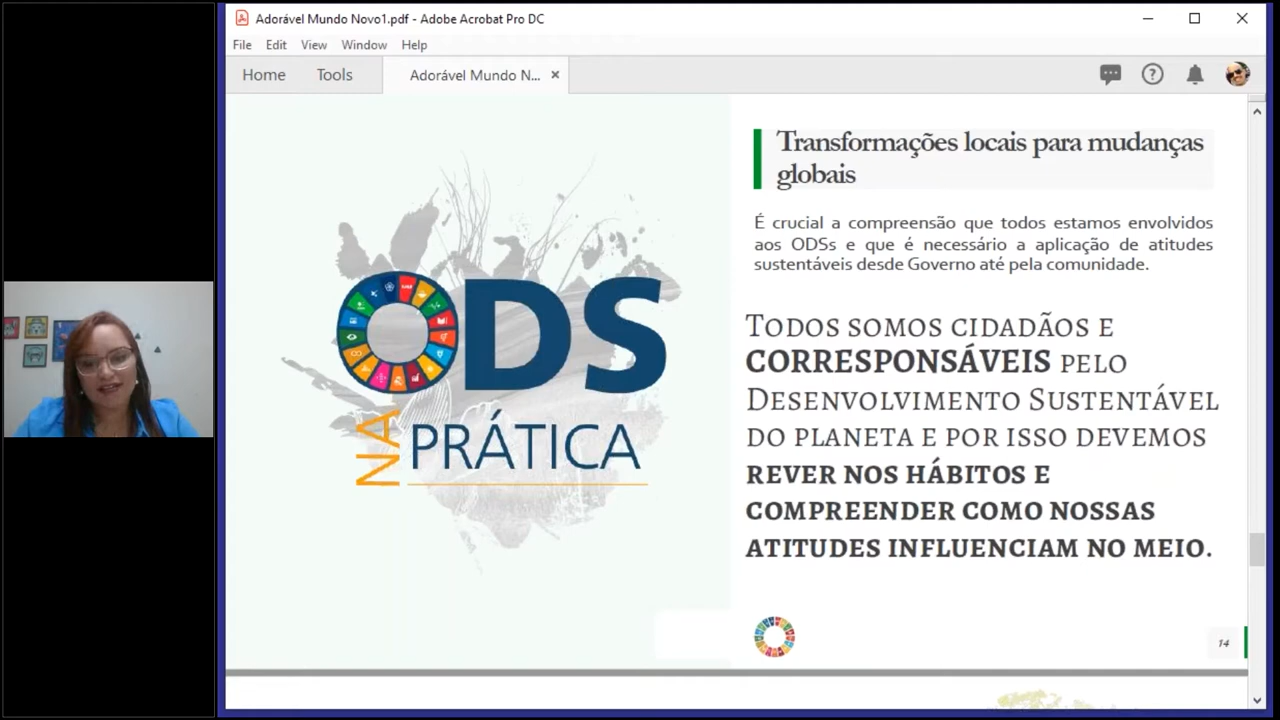 Adorável Mundo Novo1.pdf - Adobe Acrobat Pro DC
File Edit View Window Help
Home Tools Adorável Mundo N...
Transformações locais para mudanças
globais
É crucial a compreensão que todos estamos envolvidos
aos ODSs e que é necessário a aplicação de atitudes
sustentáveis desde Governo até pela comunidade.
ODS
NA
PRÁTICA
TODOS SOMOS CIDADÃOS E
CORRESPONSÁVEIS PELO
DESENVOLVIMENTO SUSTENTÁVEL
DO PLANETA E POR ISSO DEVEMOS
REVER NOS HÁBITOS E
COMPREENDER COMO NOSSAS
ATITUDES INFLUENCIAM NO MEIO.
14